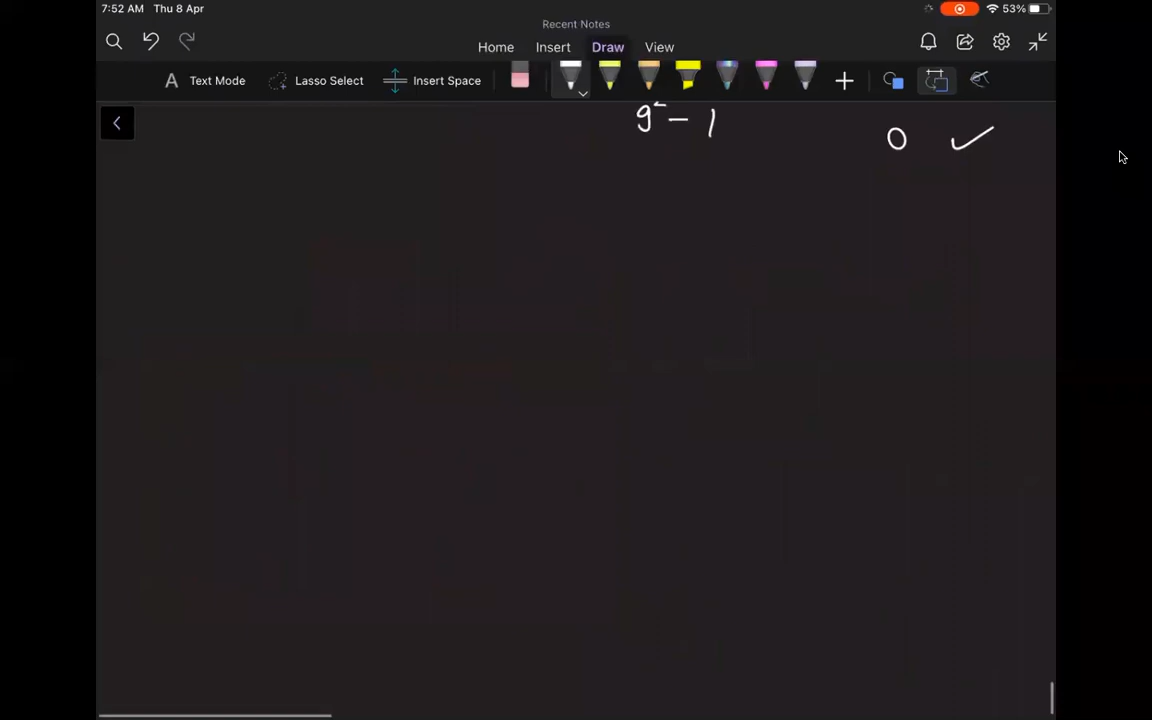 7:52 AM Thu 8 Apr
53%
Recent Notes
Home Insert Draw View
Text Mode Lasso Select Insert Space
9² - 1
0 ✓